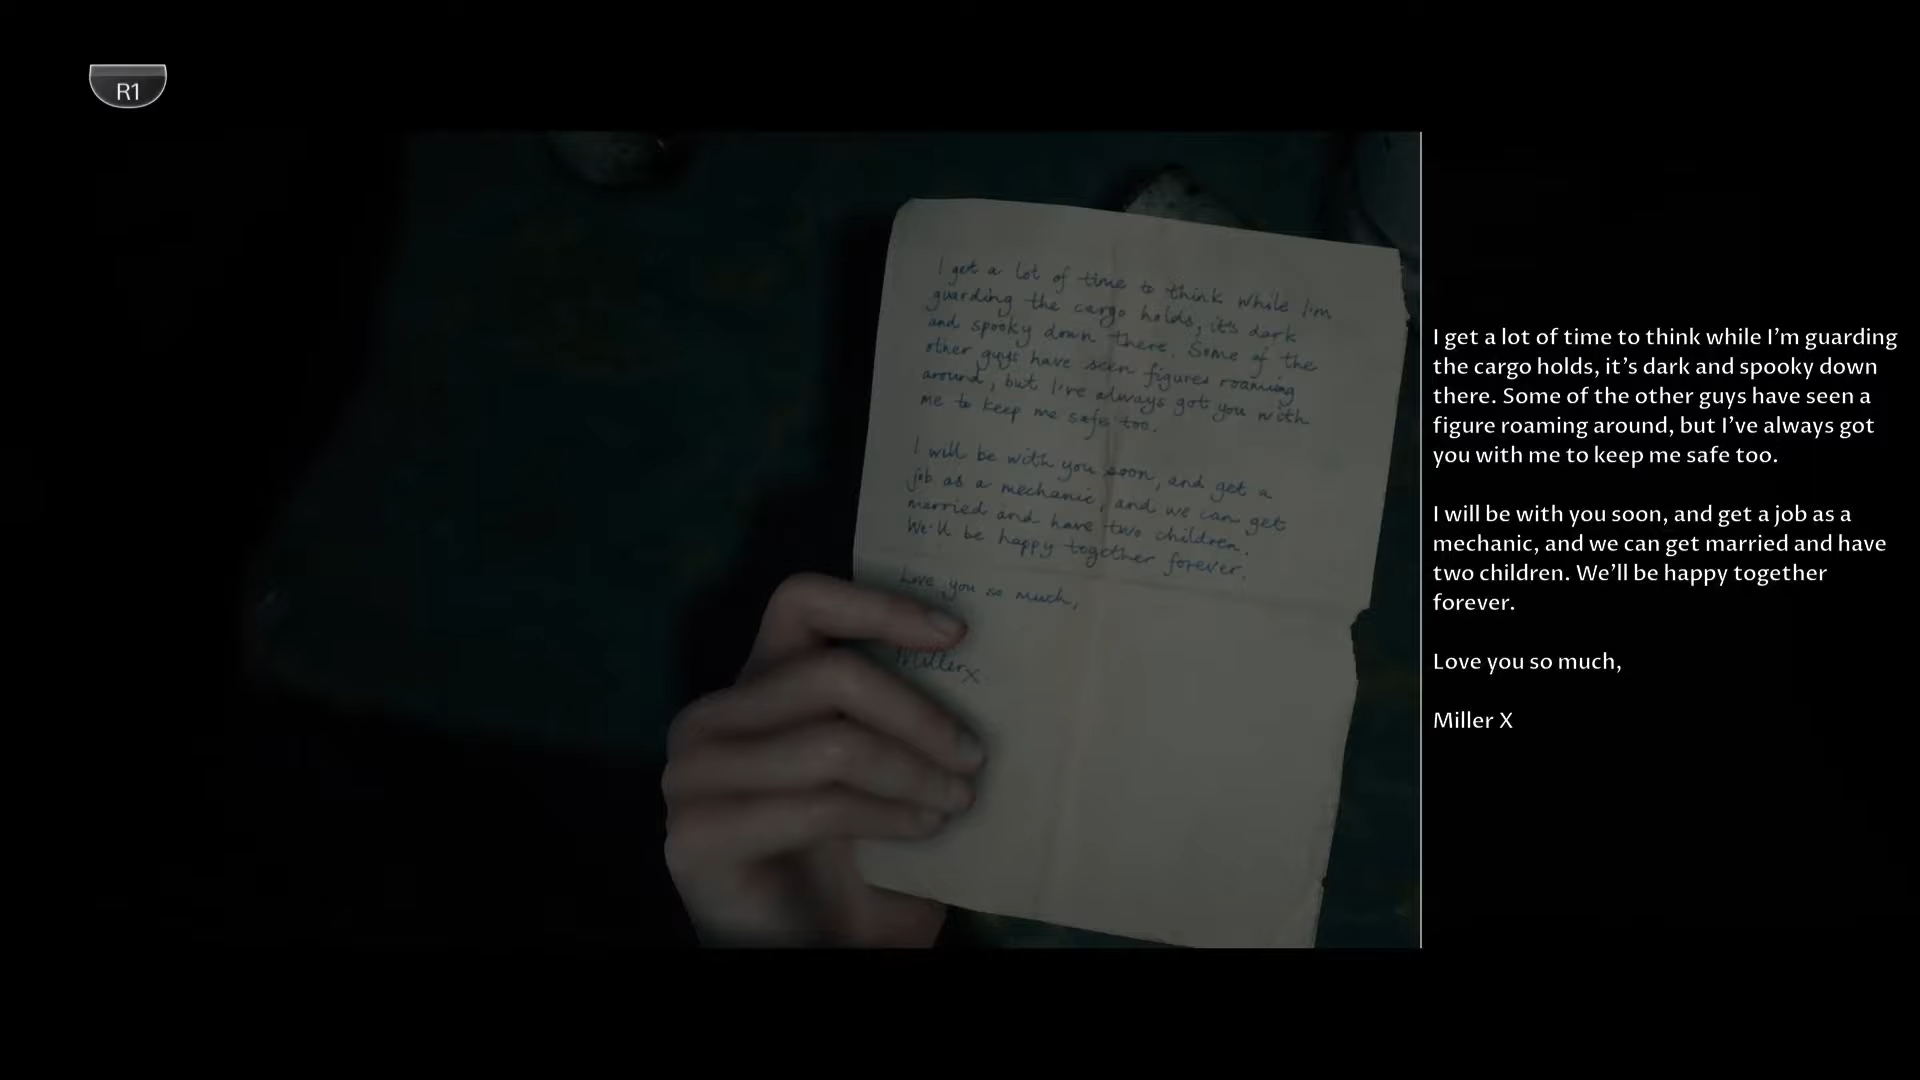 R1
I get a lot of time to think while I'm
guarding the cargo holds, it's dark
and spooky down there. Some of the
other guys have seen figures roaming
around, but I've always got you with
me to keep me safe too.
I will be with you soon, and get a
job as a mechanic, and we can get
married and have two children.
We'll be happy together forever.
Love you so much,
Miller X
I get a lot of time to think while I’m guarding
the cargo holds, it’s dark and spooky down
there. Some of the other guys have seen a
figure roaming around, but I’ve always got
you with me to keep me safe too.
I will be with you soon, and get a job as a
mechanic, and we can get married and have
two children. We’ll be happy together
forever.
Love you so much,
Miller X